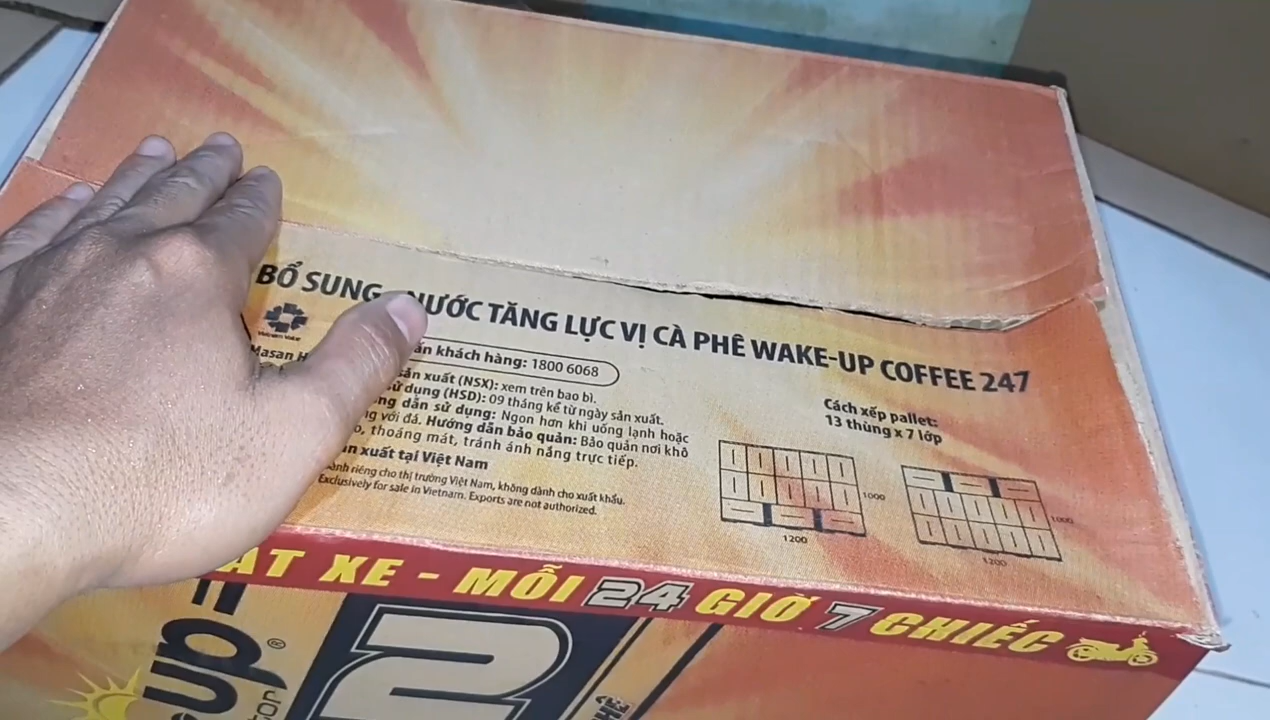 BỔ SUNG NƯỚC TĂNG LỰC VỊ CÀ PHÊ WAKE-UP COFFEE 247
Masan
khách hàng: 1800 6068
xuất (NSX): xem trên bao bì.
dụng (HSD): 09 tháng kể từ ngày sản xuất.
dẫn sử dụng: Ngon hơn khi uống lạnh hoặc
với đá. Hướng dẫn bảo quản: Bảo quản nơi khô
thoáng mát, tránh ánh nắng trực tiếp.
xuất tại Việt Nam
riêng cho thị trường Việt Nam, không dành cho xuất khẩu.
Exclusively for sale in Vietnam. Exports are not authorized.
Cách xếp pallet:
13 thùng x 7 lớp
1000
1200
1000
1200
XE - MỖI 24 GIỜ 7 CHIẾC
up
2